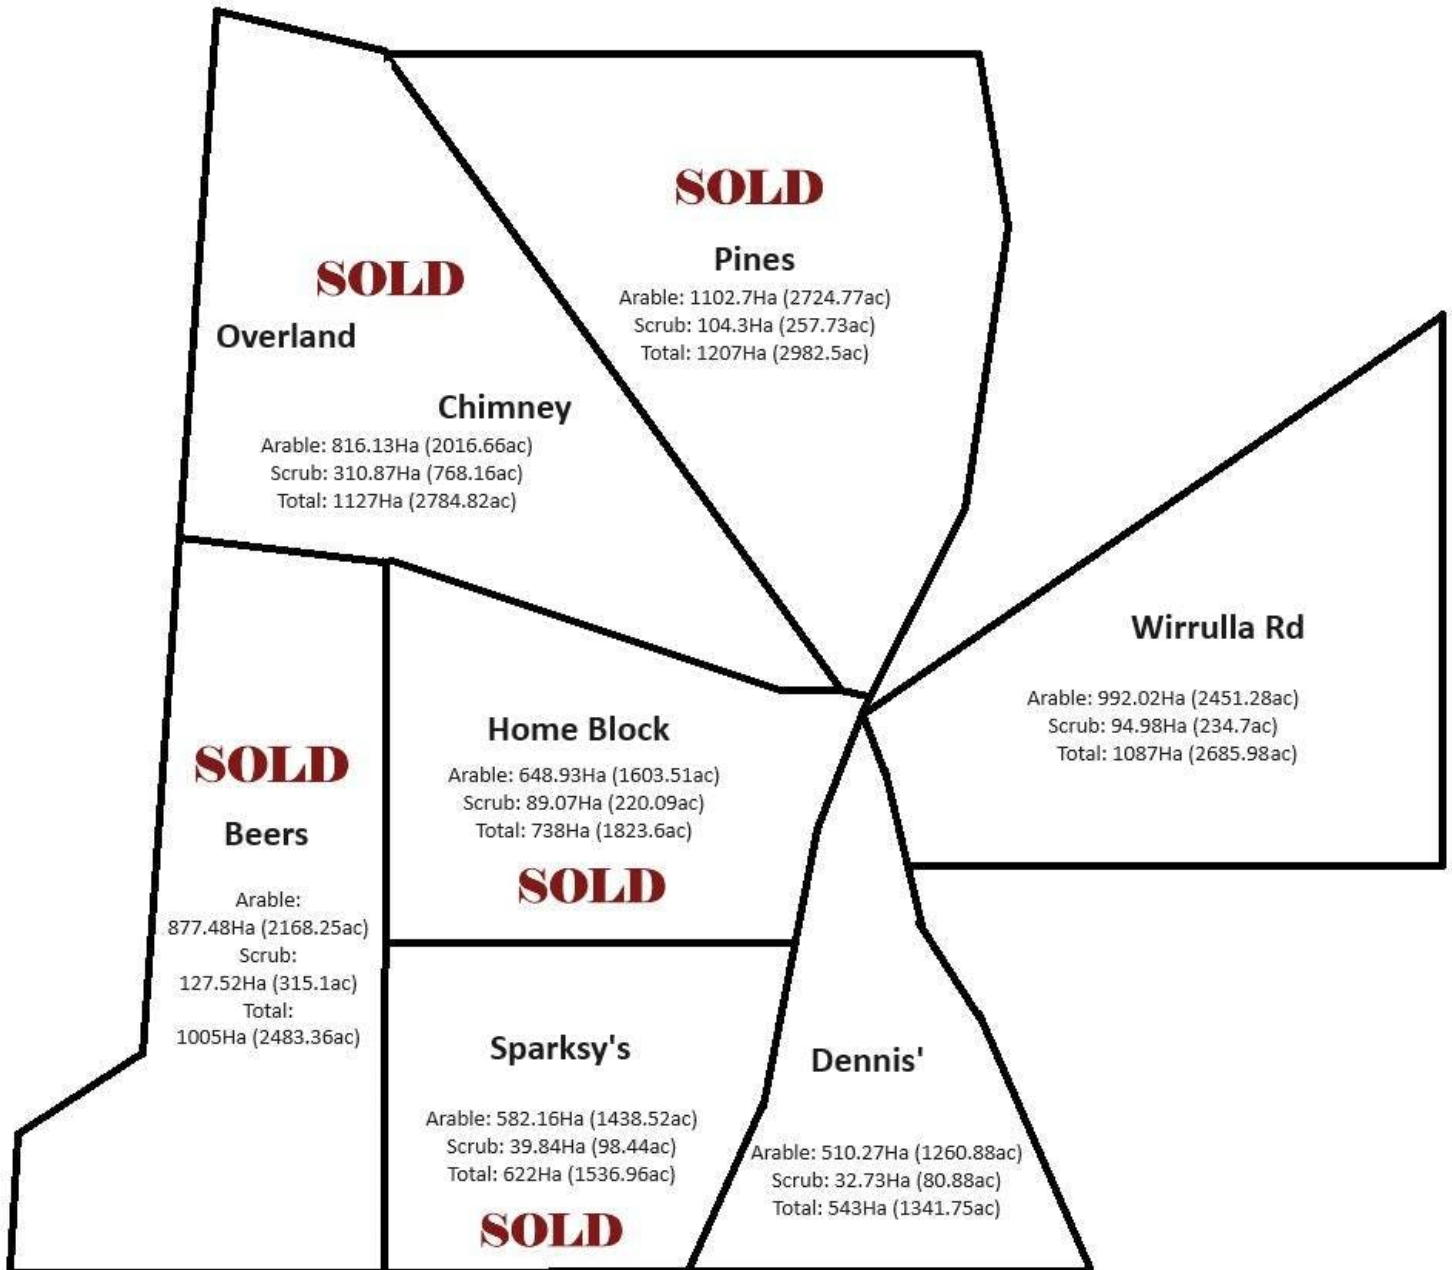 SOLD
Pines
Arable: 1102.7Ha (2724.77ac)
Scrub: 104.3Ha (257.73ac)
Total: 1207Ha (2982.5ac)
SOLD
Overland
Chimney
Arable: 816.13Ha (2016.66ac)
Scrub: 310.87Ha (768.16ac)
Total: 1127Ha (2784.82ac)
Wirrulla Rd
Arable: 992.02Ha (2451.28ac)
Scrub: 94.98Ha (234.7ac)
Total: 1087Ha (2685.98ac)
Home Block
Arable: 648.93Ha (1603.51ac)
Scrub: 89.07Ha (220.09ac)
Total: 738Ha (1823.6ac)
SOLD
SOLD
Beers
Arable:
877.48Ha (2168.25ac)
Scrub:
127.52Ha (315.1ac)
Total:
1005Ha (2483.36ac)
Sparksy's
Arable: 582.16Ha (1438.52ac)
Scrub: 39.84Ha (98.44ac)
Total: 622Ha (1536.96ac)
SOLD
Dennis'
Arable: 510.27Ha (1260.88ac)
Scrub: 32.73Ha (80.88ac)
Total: 543Ha (1341.75ac)